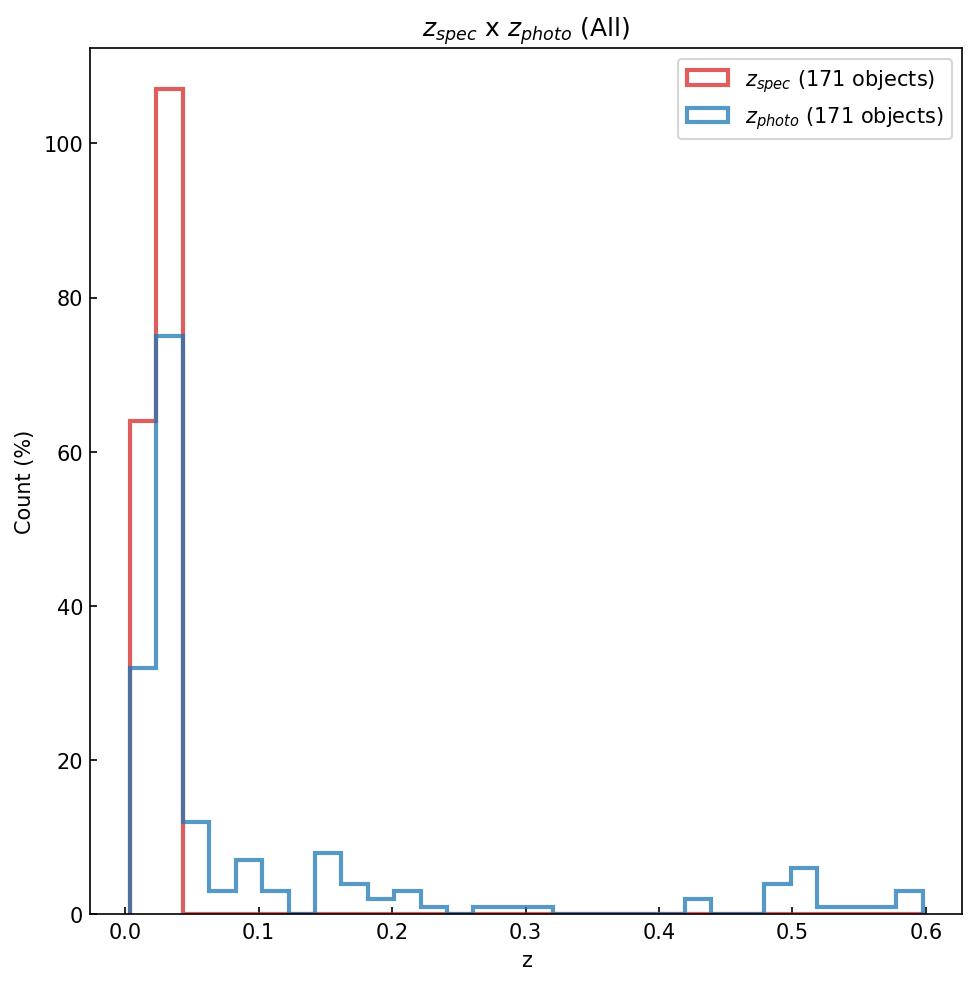 z_spec x z_photo (All)
z_spec (171 objects)
z_photo (171 objects)
Count (%)
100
80
60
40
20
0
0.0 0.1 0.2 0.3 0.4 0.5 0.6
z